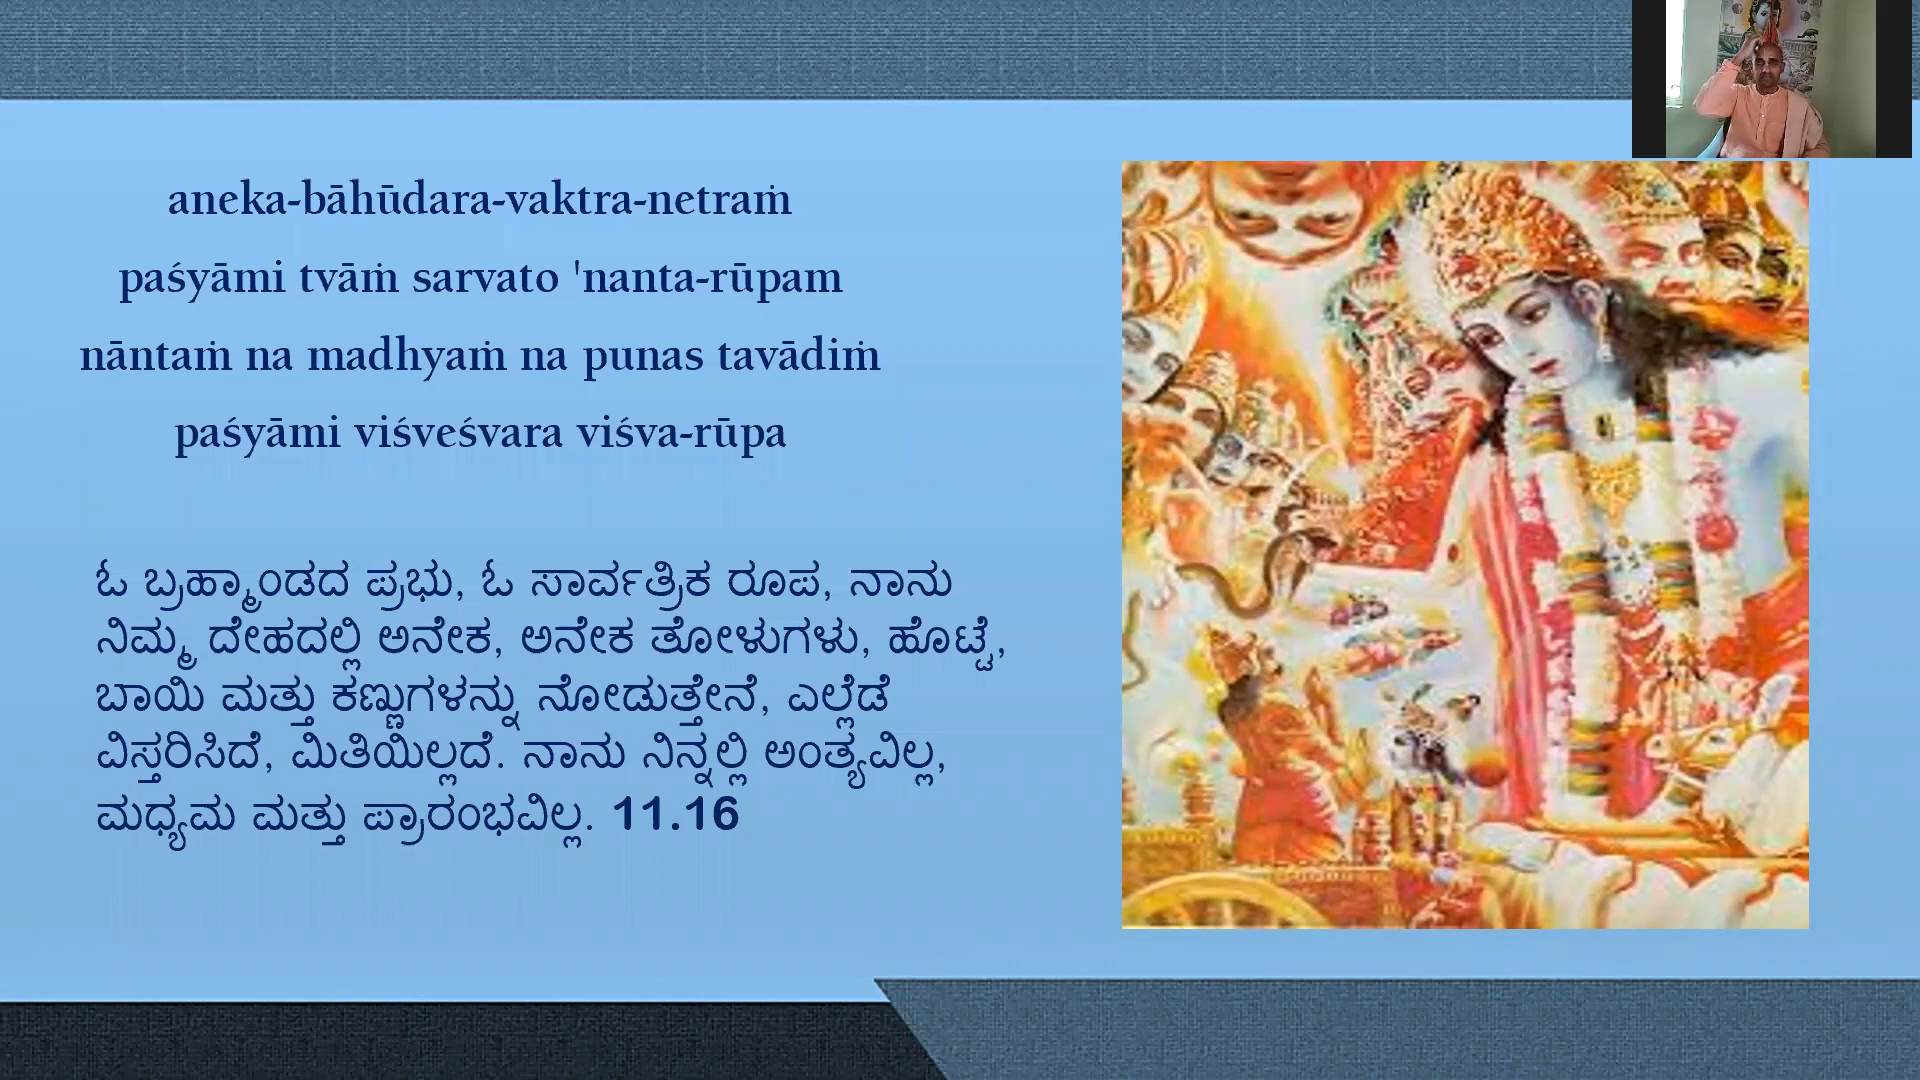 aneka-bāhūdara-vaktra-netraṁ
paśyāmi tvāṁ sarvato 'nanta-rūpam
nāntaṁ na madhyaṁ na punas tavādiṁ
paśyāmi viśveśvara viśva-rūpa
ಓ ಬ್ರಹ್ಮಾಂಡದ ಪ್ರಭು, ಓ ಸಾರ್ವತ್ರಿಕ ರೂಪ, ನಾನು
ನಿಮ್ಮ ದೇಹದಲ್ಲಿ ಅನೇಕ, ಅನೇಕ ತೋಳುಗಳು, ಹೊಟ್ಟೆ,
ಬಾಯಿ ಮತ್ತು ಕಣ್ಣುಗಳನ್ನು ನೋಡುತ್ತೇನೆ, ಎಲ್ಲೆಡೆ
ವಿಸ್ತರಿಸಿದೆ, ಮಿತಿಯಿಲ್ಲದೆ. ನಾನು ನಿನ್ನಲ್ಲಿ ಅಂತ್ಯವಿಲ್ಲ,
ಮಧ್ಯಮ ಮತ್ತು ಪ್ರಾರಂಭವಿಲ್ಲ. 11.16